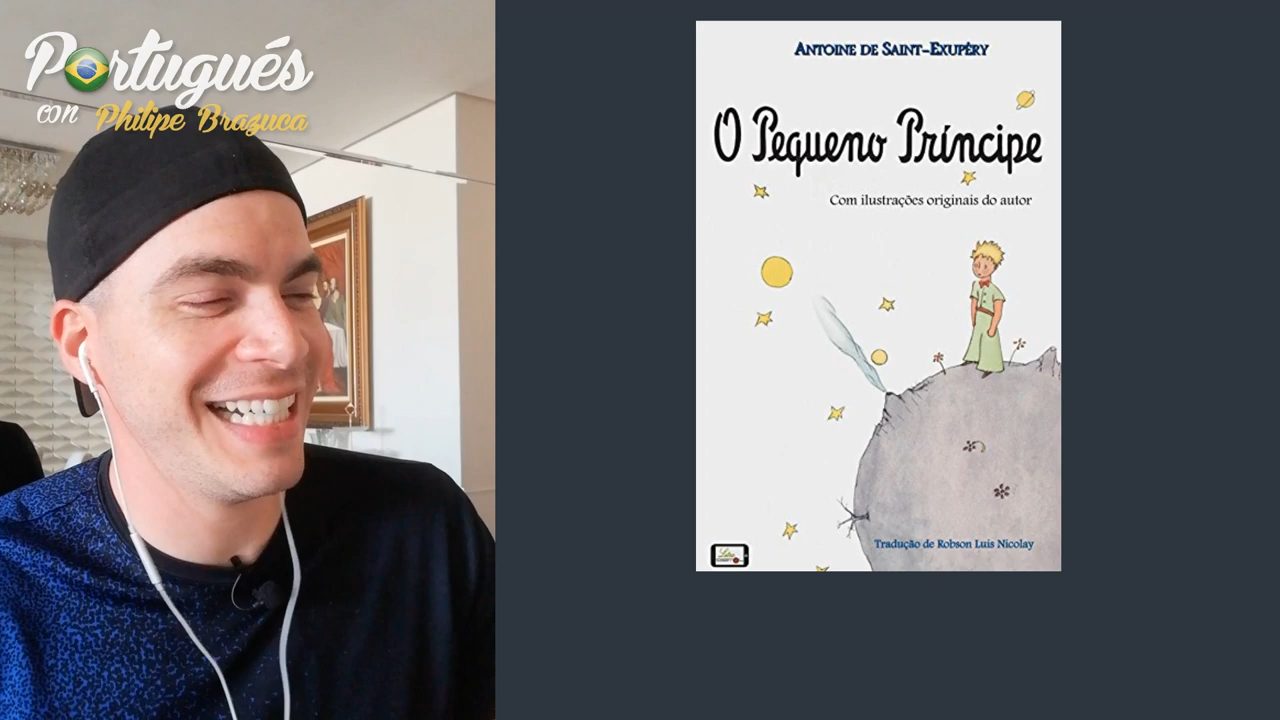 Portugués
con Philipe Brazuca
ANTOINE DE SAINT-EXUPÉRY
O Pequeno Príncipe
Com ilustrações originais do autor
Tradução de Robson Luis Nicolay